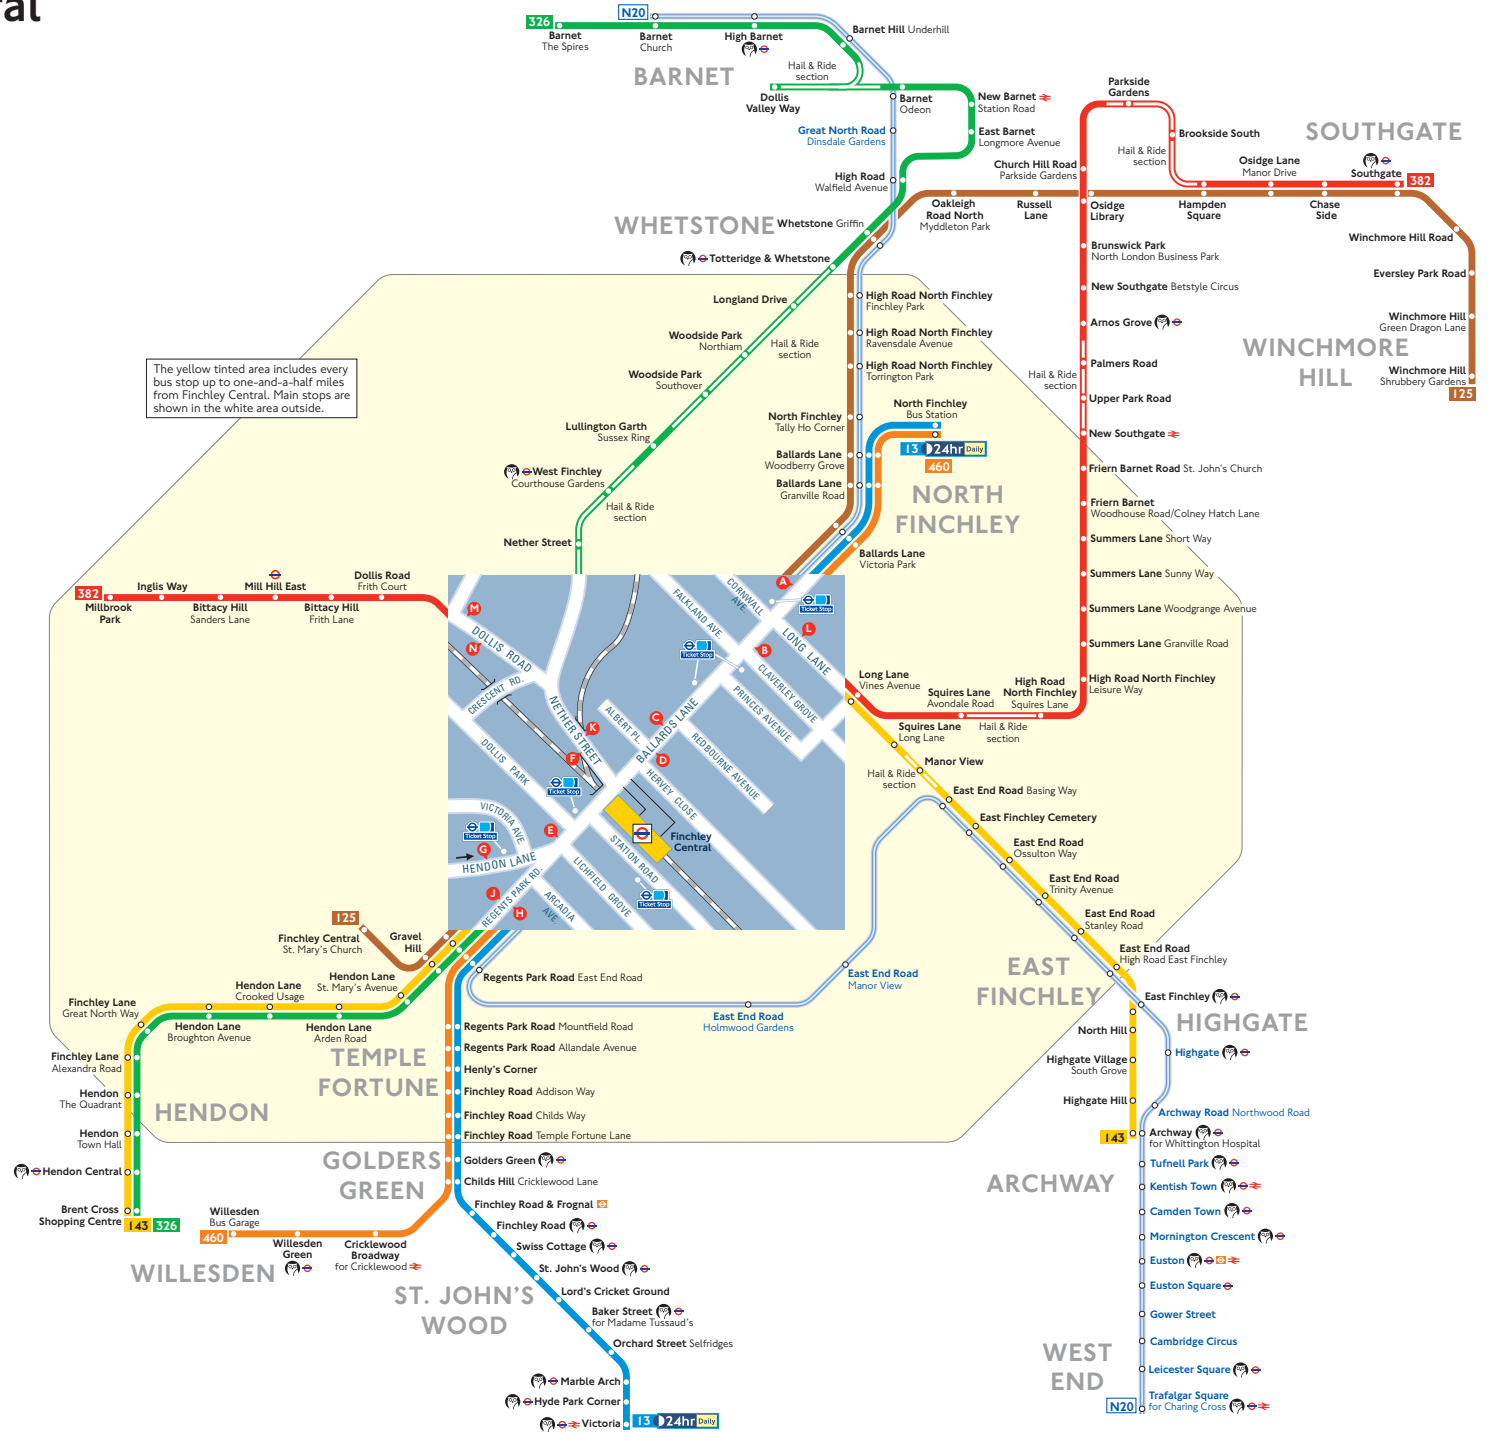 ral
326
N20
Barnet
The Spires
Barnet
Church
High Barnet
Barnet Hill Underhill
BARNET
Hail & Ride
section
Dollis
Valley Way
Barnet
Odeon
New Barnet
Station Road
Great North Road
Dinsdale Gardens
East Barnet
Longmore Avenue
High Road
Walfield Avenue
WHETSTONE
Whetstone Griffin
Totteridge & Whetstone
Parkside
Gardens
Brookside South
SOUTHGATE
Hail & Ride
section
Church Hill Road
Parkside Gardens
Osidge Lane
Manor Drive
Southgate
382
Oakleigh
Road North
Myddleton Park
Russell
Lane
Osidge
Library
Hampden
Square
Chase
Side
Winchmore Hill Road
Brunswick Park
North London Business Park
Eversley Park Road
New Southgate Betstyle Circus
Winchmore Hill
Green Dragon Lane
Arnos Grove
WINCHMORE
HILL
Palmers Road
Hail & Ride
section
Winchmore Hill
Shrubbery Gardens
125
Upper Park Road
New Southgate
Friern Barnet Road St. John's Church
Friern Barnet
Woodhouse Road/Colney Hatch Lane
Summers Lane Short Way
Summers Lane Sunny Way
Summers Lane Woodgrange Avenue
Summers Lane Granville Road
High Road North Finchley
Leisure Way
Longland Drive
High Road North Finchley
Finchley Park
Woodside Park
Northiam
Hail & Ride
section
High Road North Finchley
Ravensdale Avenue
High Road North Finchley
Torrington Park
Woodside Park
Southover
The yellow tinted area includes every
bus stop up to one-and-a-half miles
from Finchley Central. Main stops are
shown in the white area outside.
North Finchley
Bus Station
North Finchley
Tally Ho Corner
Lullington Garth
Sussex Ring
13 24hr Daily
460
Ballards Lane
Woodberry Grove
West Finchley
Courthouse Gardens
Ballards Lane
Granville Road
NORTH
FINCHLEY
Hail & Ride
section
Nether Street
Ballards Lane
Victoria Park
382
Inglis Way
Mill Hill East
Dollis Road
Frith Court
Millbrook
Park
Bittacy Hill
Sanders Lane
Bittacy Hill
Frith Lane
A
M
N
L
B
C
D
K
F
E
G
J
H
DOLLIS ROAD
CRESCENT RD.
NETHER STREET
ALBERT PL.
BALLARDS LANE
FALKLAND AVE.
CORNWALL
AVE.
LONG LANE
CLAVERLEY GROVE
PRINCES AVENUE
REDBOURNE AVENUE
HERVEY CLOSE
DOLLIS PARK
VICTORIA AVE.
HENDON LANE
REGENTS PARK RD.
ARCADIA
AVE.
LICHFIELD GROVE
STATION ROAD
Finchley
Central
Ticket Stop
Ticket Stop
Ticket Stop
Ticket Stop
Ticket Stop
Long Lane
Vines Avenue
Squires Lane
Avondale Road
High Road
North Finchley
Squires Lane
Squires Lane
Long Lane
Hail & Ride
section
Manor View
Hail & Ride
section
East End Road Basing Way
East Finchley Cemetery
East End Road
Ossulton Way
East End Road
Trinity Avenue
East End Road
Stanley Road
East End Road
High Road East Finchley
EAST
FINCHLEY
East Finchley
HIGHGATE
East End Road
Manor View
East End Road
Holmwood Gardens
North Hill
Highgate Village
South Grove
Highgate
Highgate Hill
Archway Road Northwood Road
143
Archway
for Whittington Hospital
Tufnell Park
ARCHWAY
Kentish Town
Camden Town
Mornington Crescent
Euston
Euston Square
Gower Street
Cambridge Circus
WEST
END
Leicester Square
N20
Trafalgar Square
for Charing Cross
125
Finchley Central
St. Mary's Church
Gravel
Hill
Hendon Lane
St. Mary's Avenue
Regents Park Road East End Road
Hendon Lane
Crooked Usage
Finchley Lane
Great North Way
Hendon Lane
Broughton Avenue
Hendon Lane
Arden Road
Finchley Lane
Alexandra Road
Hendon
The Quadrant
HENDON
Hendon
Town Hall
Hendon Central
Brent Cross
Shopping Centre
143
326
TEMPLE
FORTUNE
Regents Park Road Mountfield Road
Regents Park Road Allandale Avenue
Henly's Corner
Finchley Road Addison Way
Finchley Road Childs Way
Finchley Road Temple Fortune Lane
GOLDERS
GREEN
Golders Green
Childs Hill Cricklewood Lane
Finchley Road & Frognal
Willesden
Bus Garage
460
Willesden
Green
Cricklewood
Broadway
for Cricklewood
WILLESDEN
Finchley Road
Swiss Cottage
St. John's Wood
ST. JOHN'S
WOOD
Lord's Cricket Ground
Baker Street
for Madame Tussaud's
Orchard Street Selfridges
Marble Arch
Hyde Park Corner
Victoria
13 24hr Daily